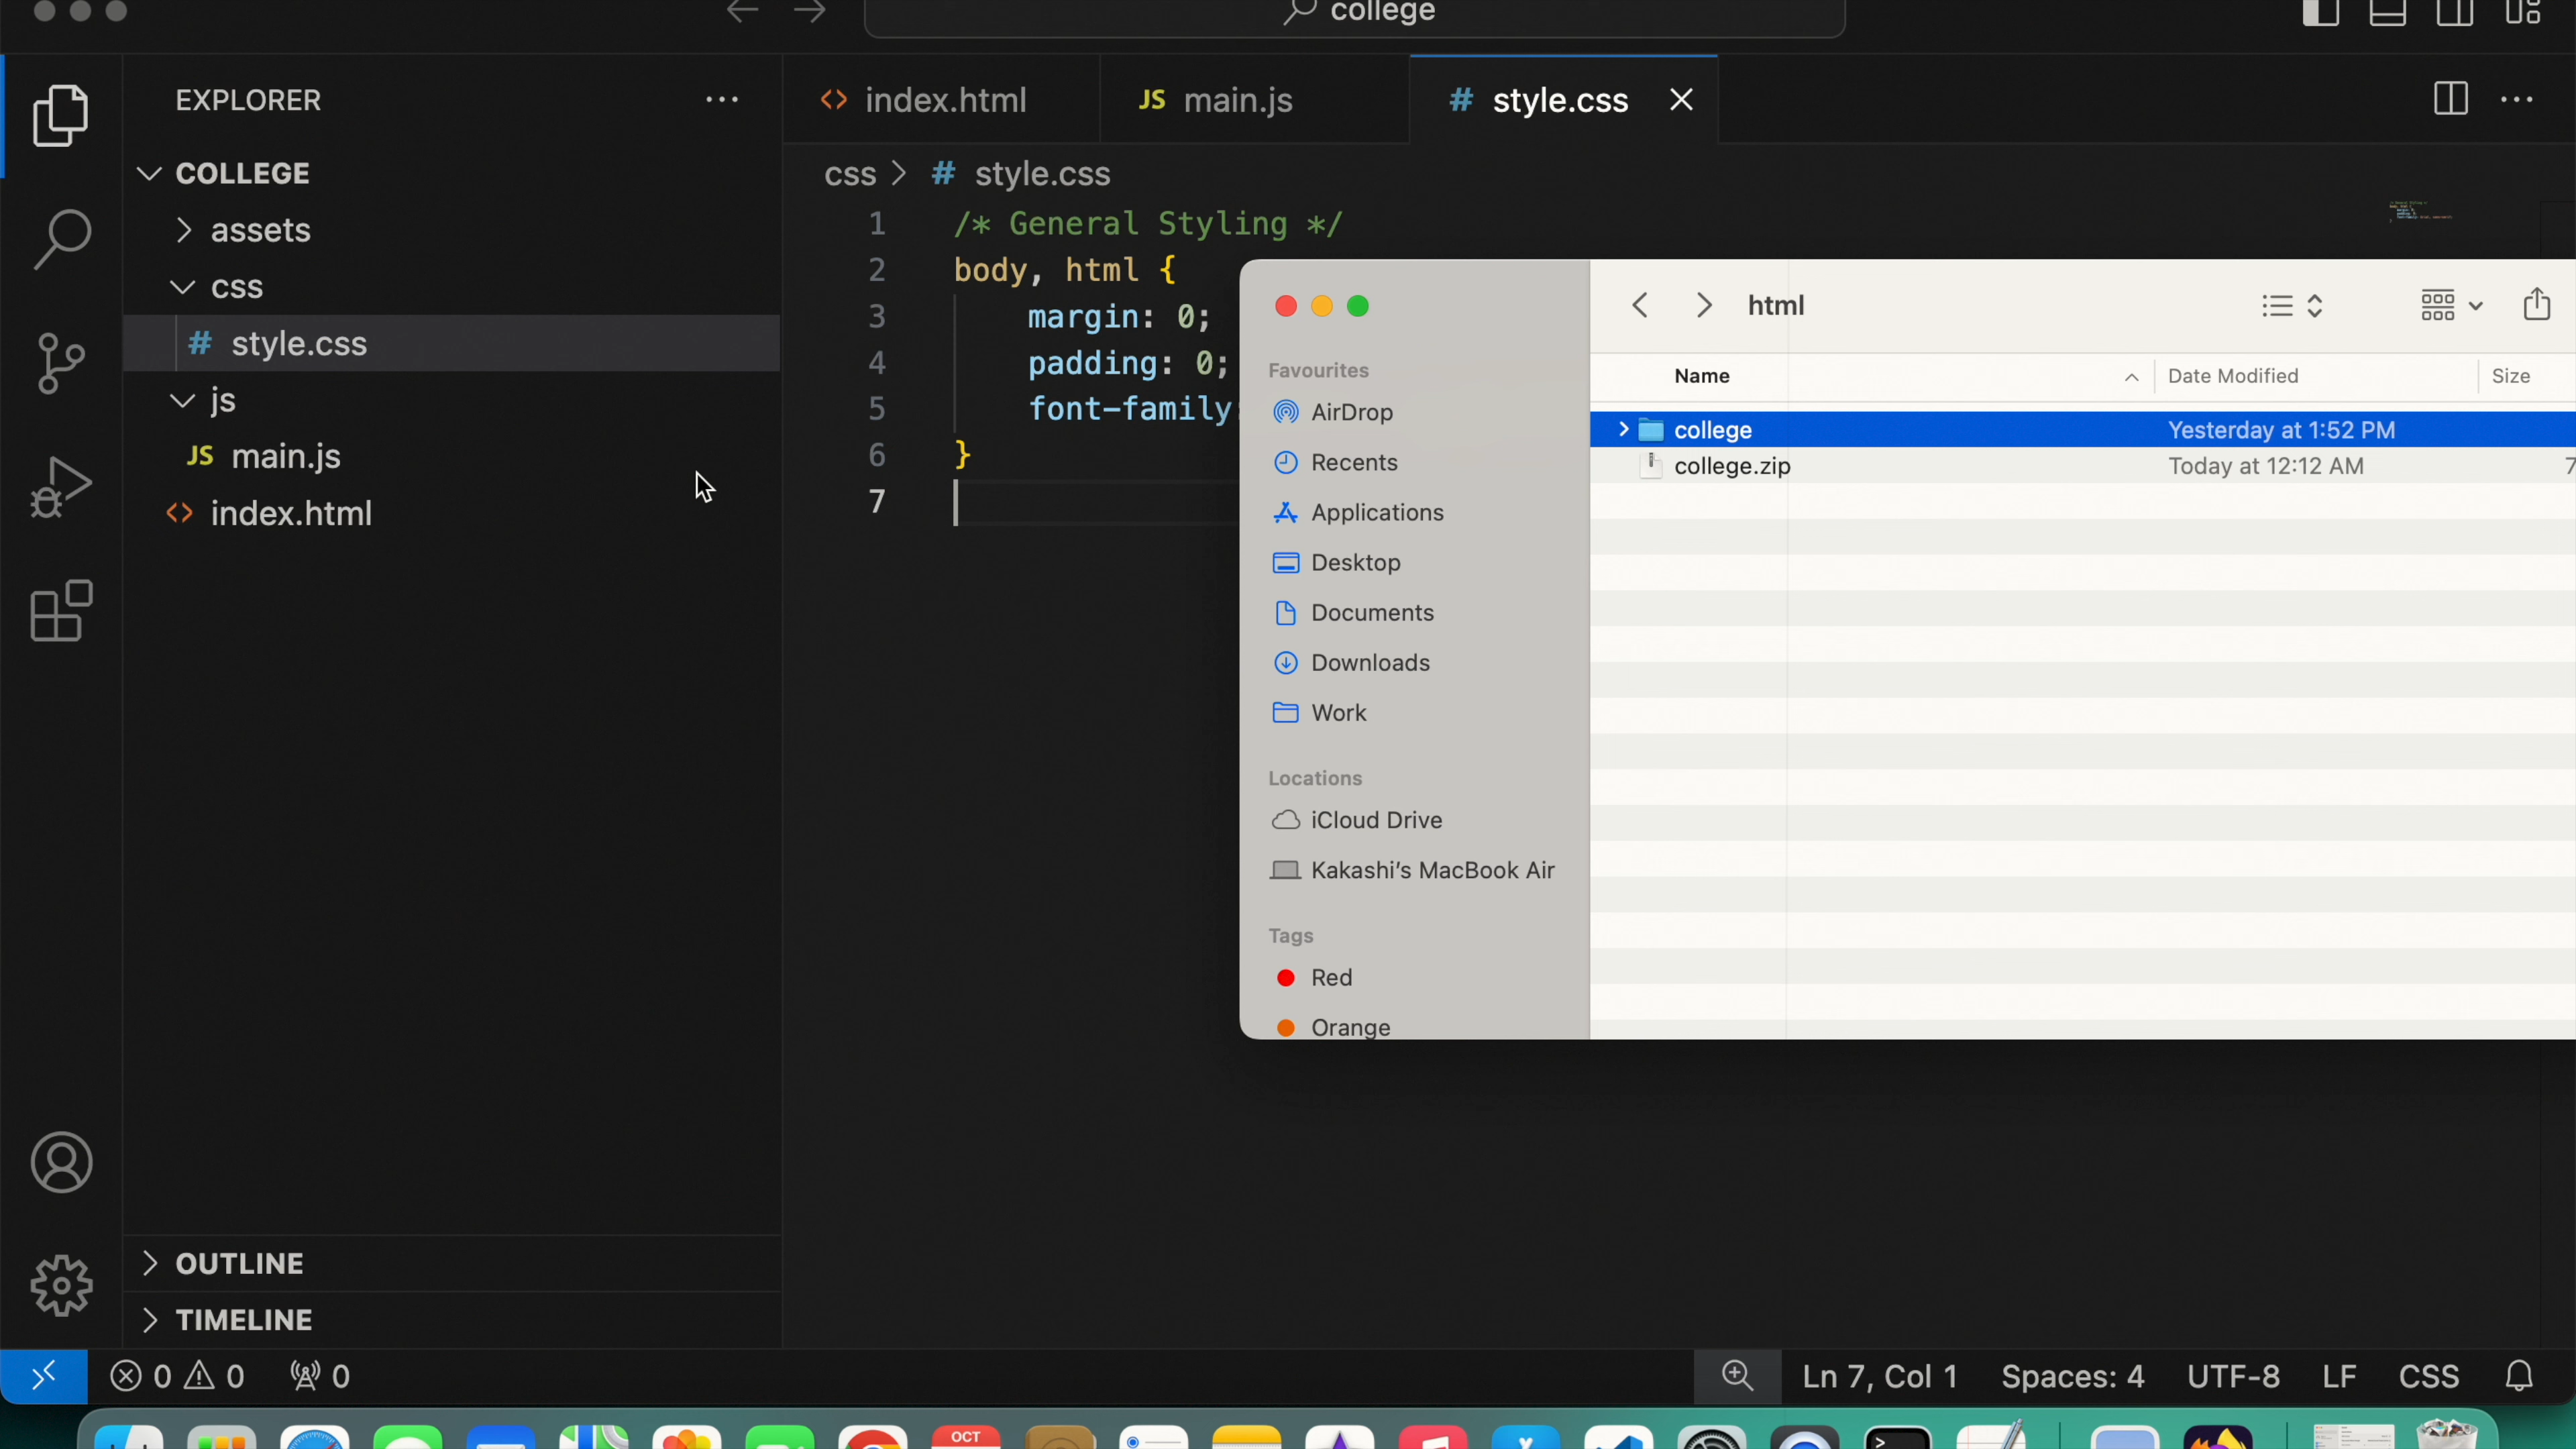 college
EXPLORER
COLLEGE
assets
css
# style.css
js
JS main.js
<> index.html
OUTLINE
TIMELINE
<> index.html
JS main.js
# style.css
css > # style.css
1 /* General Styling */
2 body, html {
3 margin: 0;
4 padding: 0;
5 font-family:
6 }
7
html
Favourites
AirDrop
Recents
Applications
Desktop
Documents
Downloads
Work
Locations
iCloud Drive
Kakashi’s MacBook Air
Tags
Red
Orange
Name Date Modified Size
college Yesterday at 1:52 PM
college.zip Today at 12:12 AM 7
0 0 0
Ln 7, Col 1 Spaces: 4 UTF-8 LF CSS
OCT